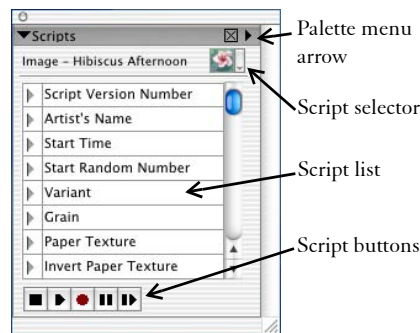 Scripts
Palette menu
arrow
Image – Hibiscus Afternoon
Script selector
Script Version Number
Artist's Name
Start Time
Start Random Number
Script list
Variant
Grain
Paper Texture
Script buttons
Invert Paper Texture